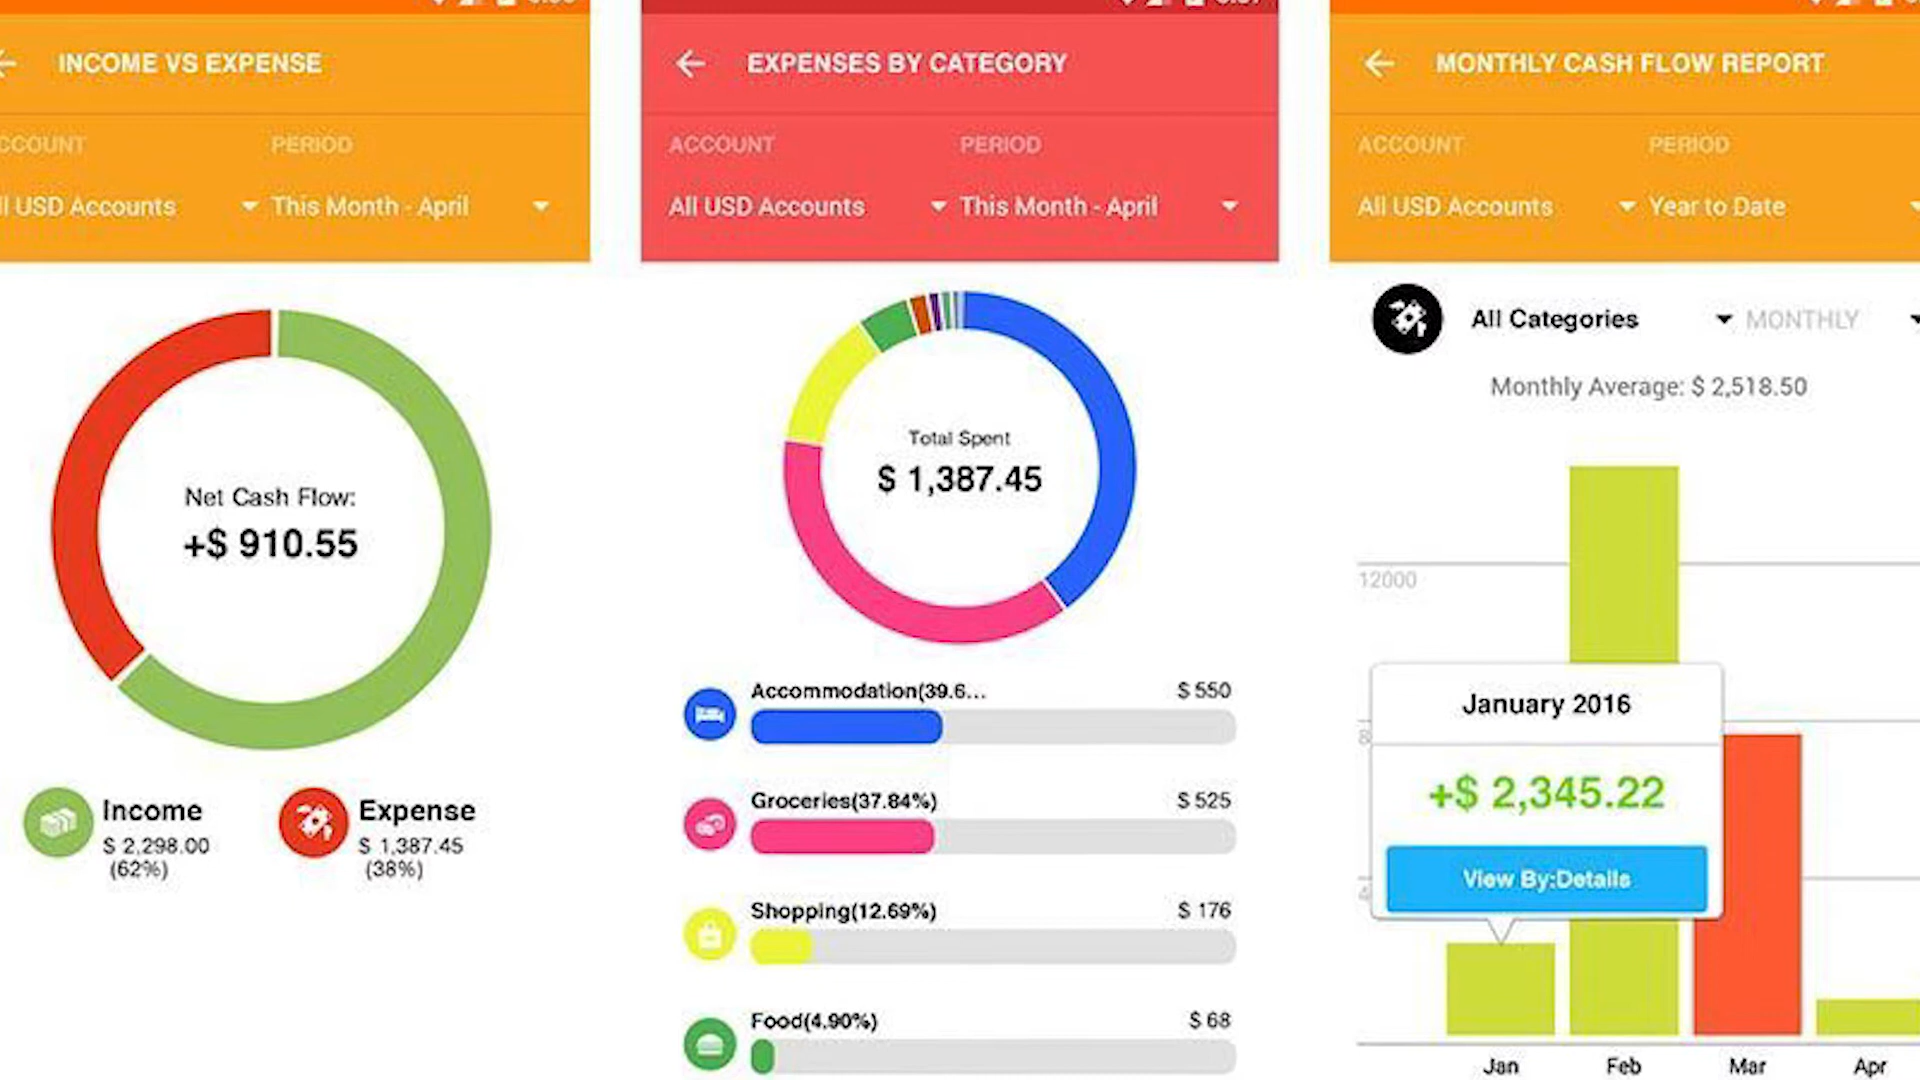 INCOME VS EXPENSE
CCOUNT
PERIOD
ll USD Accounts
This Month - April
Net Cash Flow:
+$ 910.55
Income
$ 2,298.00
(62%)
Expense
$ 1,387.45
(38%)
EXPENSES BY CATEGORY
ACCOUNT
PERIOD
All USD Accounts
This Month - April
Total Spent
$ 1,387.45
Accommodation(39.6...
$ 550
Groceries(37.84%)
$ 525
Shopping(12.69%)
$ 176
Food(4.90%)
$ 68
MONTHLY CASH FLOW REPORT
ACCOUNT
PERIOD
All USD Accounts
Year to Date
All Categories
MONTHLY
Monthly Average: $ 2,518.50
12000
January 2016
8
+$ 2,345.22
View By:Details
4
Jan
Feb
Mar
Apr